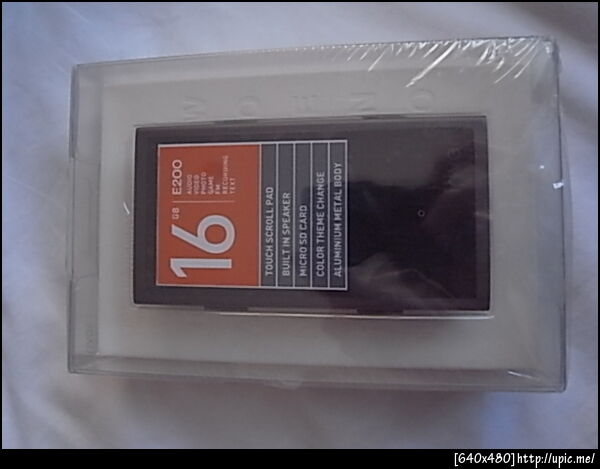 16 GB
E200
AUDIO
VIDEO
PHOTO
GAME
FM
RECORDING
TEXT
TOUCH SCROLL PAD
BUILT IN SPEAKER
MICRO SD CARD
COLOR THEME CHANGE
ALUMINIUM METAL BODY
[640x480]http://upic.me/